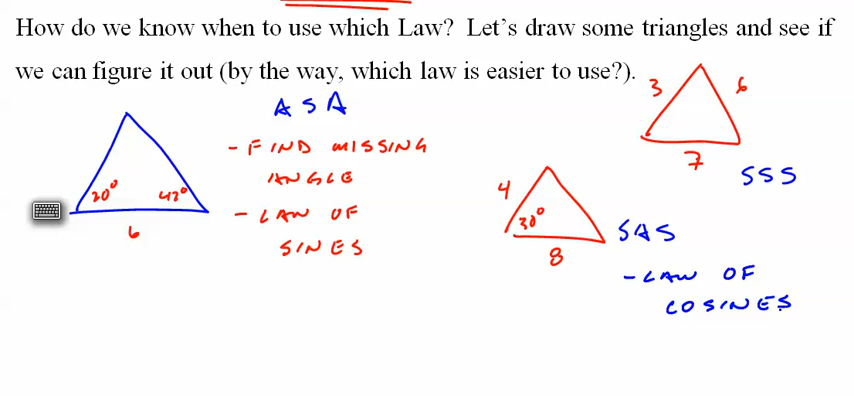 How do we know when to use which Law?  Let's draw some triangles and see if
we can figure it out (by the way, which law is easier to use?).
ASA
- FIND MISSING
ANGLE
- LAW OF
SINES
20°
42°
6
3
6
7
SSS
4
30°
8
SAS
- LAW OF
COSINES